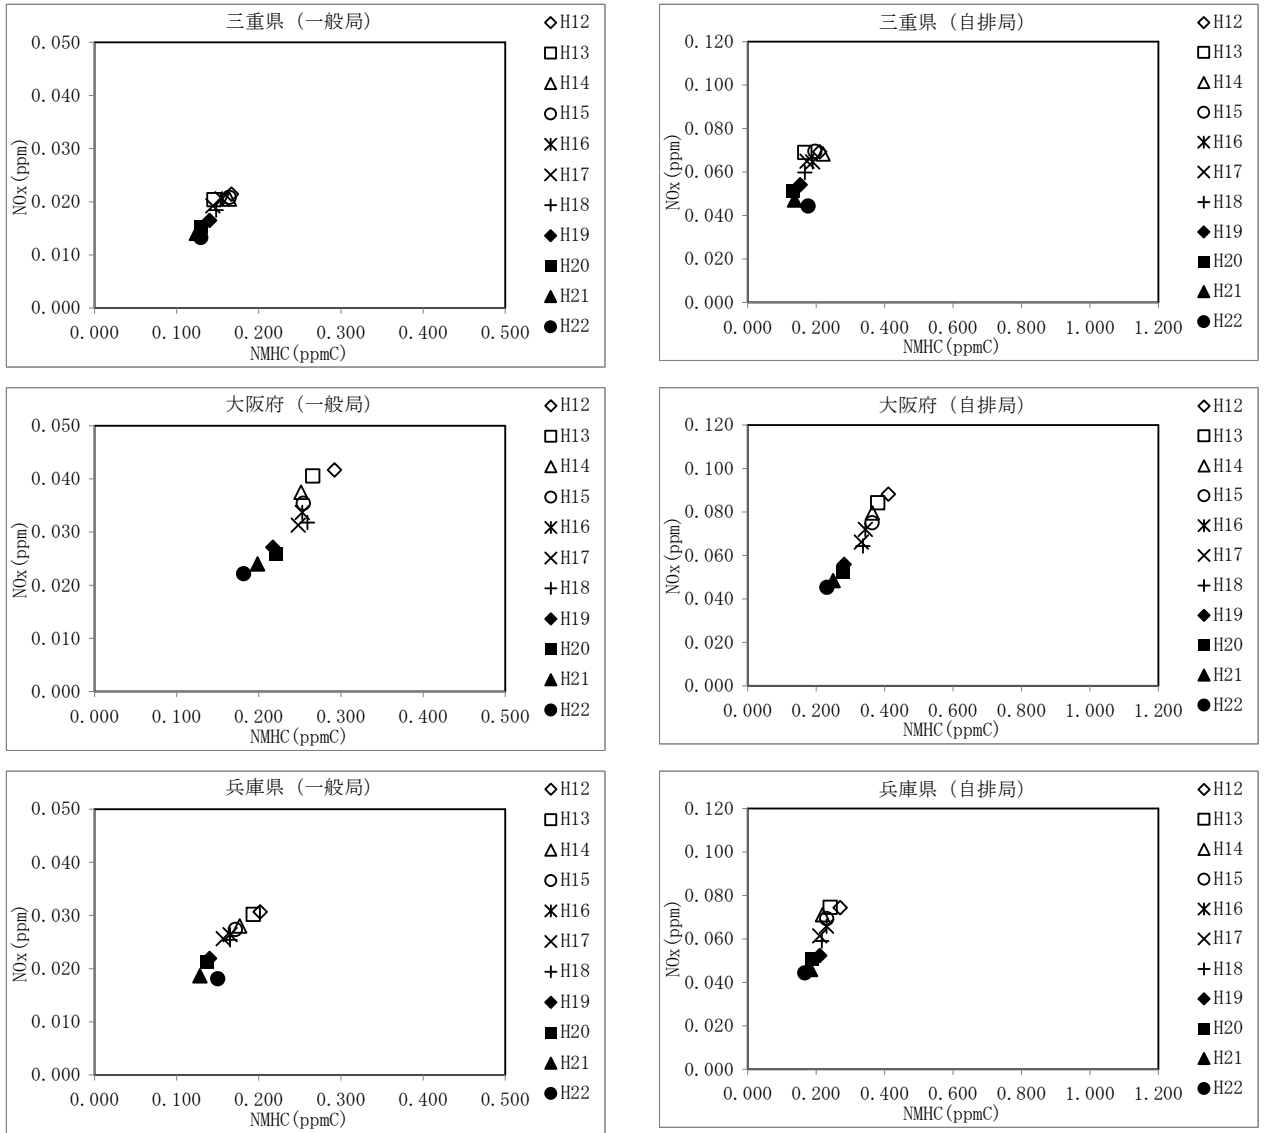 三重県 (一般局)
NOx(ppm)
0.050
0.040
0.030
0.020
0.010
0.000
0.000 0.100 0.200 0.300 0.400 0.500
NMHC(ppmC)
H12
H13
H14
H15
H16
H17
H18
H19
H20
H21
H22
三重県 (自排局)
NOx(ppm)
0.120
0.100
0.080
0.060
0.040
0.020
0.000
0.000 0.200 0.400 0.600 0.800 1.000 1.200
NMHC(ppmC)
H12
H13
H14
H15
H16
H17
H18
H19
H20
H21
H22
大阪府 (一般局)
NOx(ppm)
0.050
0.040
0.030
0.020
0.010
0.000
0.000 0.100 0.200 0.300 0.400 0.500
NMHC(ppmC)
H12
H13
H14
H15
H16
H17
H18
H19
H20
H21
H22
大阪府 (自排局)
NOx(ppm)
0.120
0.100
0.080
0.060
0.040
0.020
0.000
0.000 0.200 0.400 0.600 0.800 1.000 1.200
NMHC(ppmC)
H12
H13
H14
H15
H16
H17
H18
H19
H20
H21
H22
兵庫県 (一般局)
NOx(ppm)
0.050
0.040
0.030
0.020
0.010
0.000
0.000 0.100 0.200 0.300 0.400 0.500
NMHC(ppmC)
H12
H13
H14
H15
H16
H17
H18
H19
H20
H21
H22
兵庫県 (自排局)
NOx(ppm)
0.120
0.100
0.080
0.060
0.040
0.020
0.000
0.000 0.200 0.400 0.600 0.800 1.000 1.200
NMHC(ppmC)
H12
H13
H14
H15
H16
H17
H18
H19
H20
H21
H22